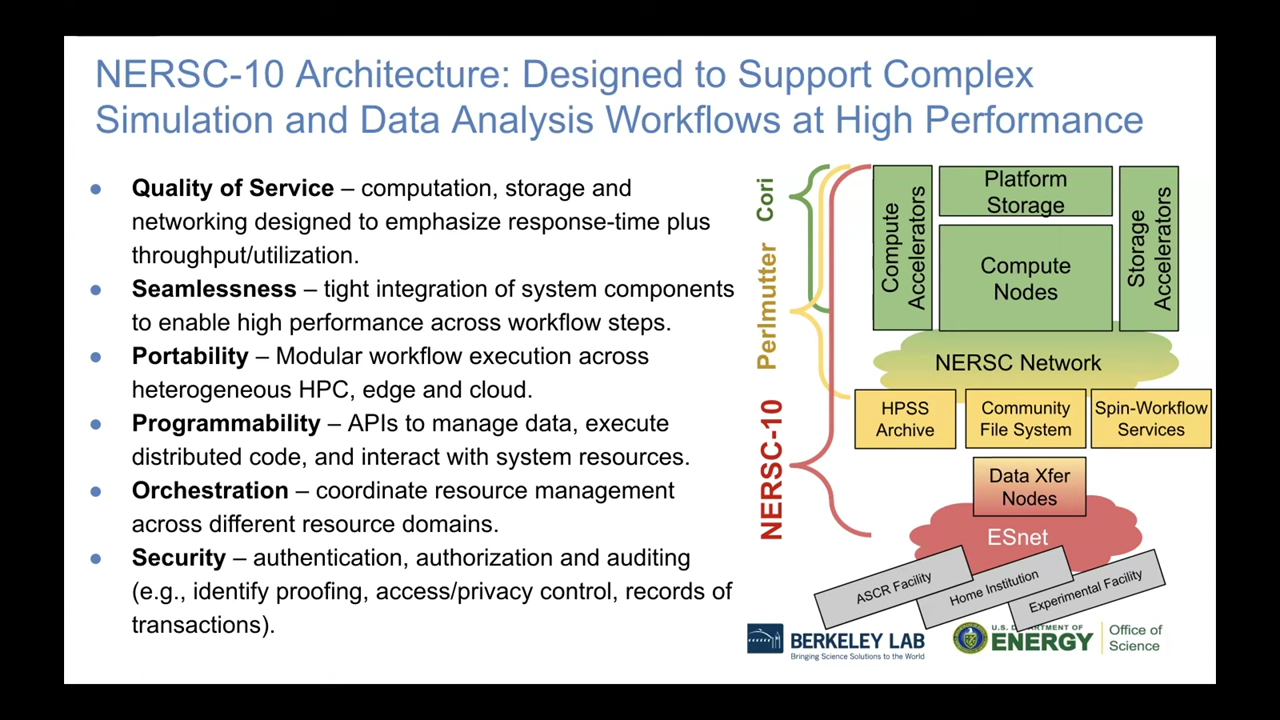 NERSC-10 Architecture: Designed to Support Complex
Simulation and Data Analysis Workflows at High Performance
● Quality of Service – computation, storage and
networking designed to emphasize response-time plus
throughput/utilization.
● Seamlessness – tight integration of system components
to enable high performance across workflow steps.
● Portability – Modular workflow execution across
heterogeneous HPC, edge and cloud.
● Programmability – APIs to manage data, execute
distributed code, and interact with system resources.
● Orchestration – coordinate resource management
across different resource domains.
● Security – authentication, authorization and auditing
(e.g., identify proofing, access/privacy control, records of
transactions).
Cori
Perlmutter
NERSC-10
Compute
Accelerators
Platform
Storage
Compute
Nodes
Storage
Accelerators
NERSC Network
HPSS
Archive
Community
File System
Spin-Workflow
Services
Data Xfer
Nodes
ESnet
ASCR Facility
Home Institution
Experimental Facility
BERKELEY LAB
Bringing Science Solutions to the World
U.S. DEPARTMENT OF
ENERGY
Office of
Science